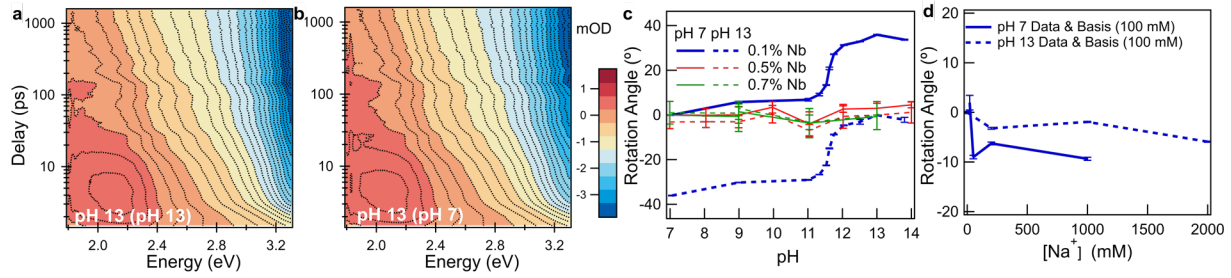 a
1000
100
10
Delay (ps)
2.0
2.4
2.8
3.2
Energy (eV)
pH 13 (pH 13)
b
1000
100
10
2.0
2.4
2.8
3.2
Energy (eV)
pH 13 (pH 7)
mOD
1
0
-1
-2
-3
c
Rotation Angle (º)
40
20
0
-20
-40
pH 7 pH 13
0.1% Nb
0.5% Nb
0.7% Nb
7
8
9
10
11
12
13
14
pH
d
Rotation Angle (º)
20
10
0
-10
-20
pH 7 Data & Basis (100 mM)
pH 13 Data & Basis (100 mM)
0
500
1000
1500
2000
[Na⁺] (mM)